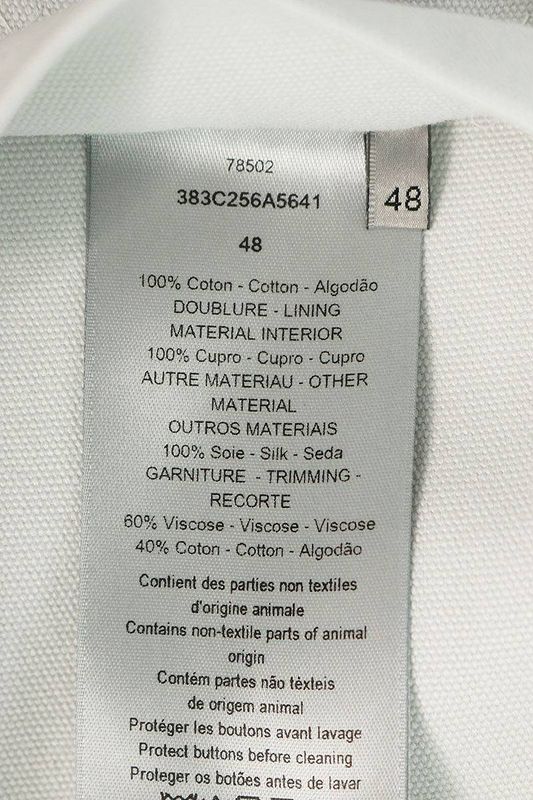 78502
383C256A5641
48
48
100% Coton - Cotton - Algodão
DOUBLURE - LINING
MATERIAL INTERIOR
100% Cupro - Cupro - Cupro
AUTRE MATERIAU - OTHER
MATERIAL
OUTROS MATERIAIS
100% Soie - Silk - Seda
GARNITURE - TRIMMING -
RECORTE
60% Viscose - Viscose - Viscose
40% Coton - Cotton - Algodão
Contient des parties non textiles
d'origine animale
Contains non-textile parts of animal
origin
Contém partes não têxteis
de origem animal
Protéger les boutons avant lavage
Protect buttons before cleaning
Proteger os botões antes de lavar